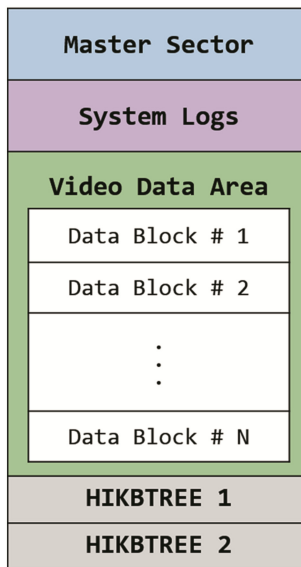 Master Sector
System Logs
Video Data Area
Data Block # 1
Data Block # 2
.
.
.
Data Block # N
HIKBTREE 1
HIKBTREE 2